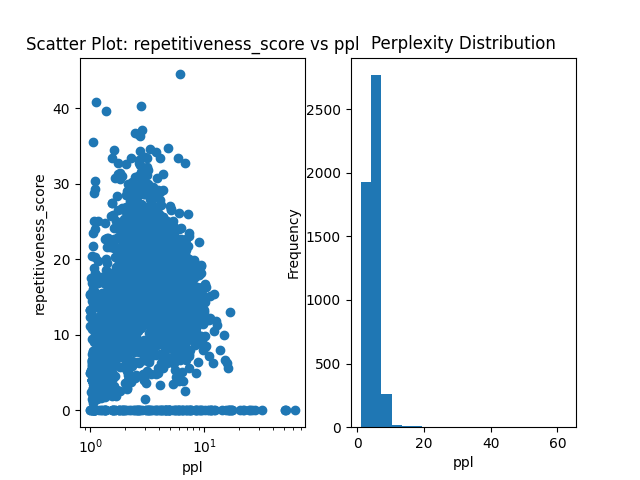 Scatter Plot: repetitiveness_score vs ppl
repetitiveness_score
40
30
20
10
0
10^0
10^1
ppl
Perplexity Distribution
Frequency
2500
2000
1500
1000
500
0
0
20
40
60
ppl